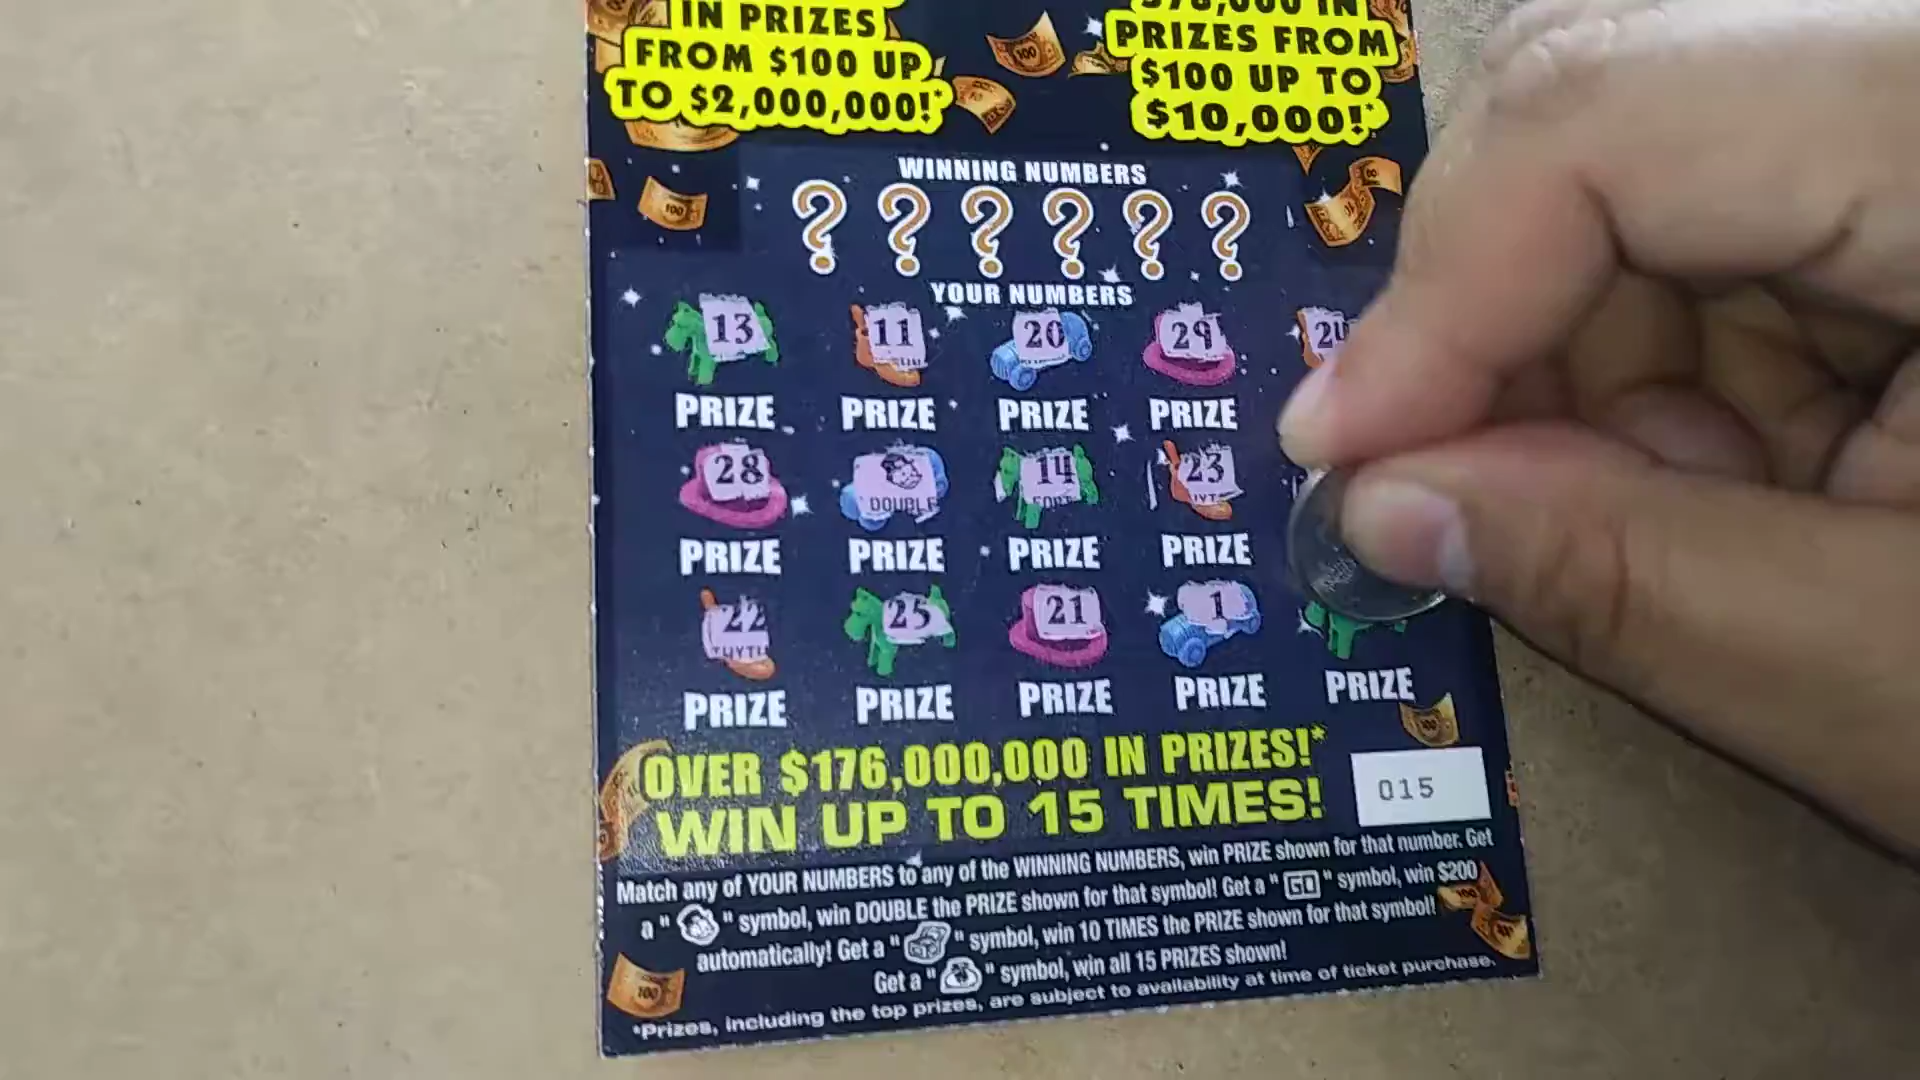 IN PRIZES
FROM $100 UP
TO $2,000,000!*
PRIZES FROM
$100 UP TO
$10,000!*
WINNING NUMBERS
? ? ? ? ? ?
YOUR NUMBERS
13 11 20 29
PRIZE PRIZE PRIZE PRIZE
28 DOUBLE 14 23
PRIZE PRIZE PRIZE PRIZE
22 25 21 1
PRIZE PRIZE PRIZE PRIZE PRIZE
OVER $176,000,000 IN PRIZES!*
WIN UP TO 15 TIMES!
015
Match any of YOUR NUMBERS to any of the WINNING NUMBERS, win PRIZE shown for that number. Get
a " " symbol, win DOUBLE the PRIZE shown for that symbol! Get a " GO " symbol, win $200
automatically! Get a " " symbol, win 10 TIMES the PRIZE shown for that symbol!
Get a " " symbol, win all 15 PRIZES shown!
*Prizes, including the top prizes, are subject to availability at time of ticket purchase.